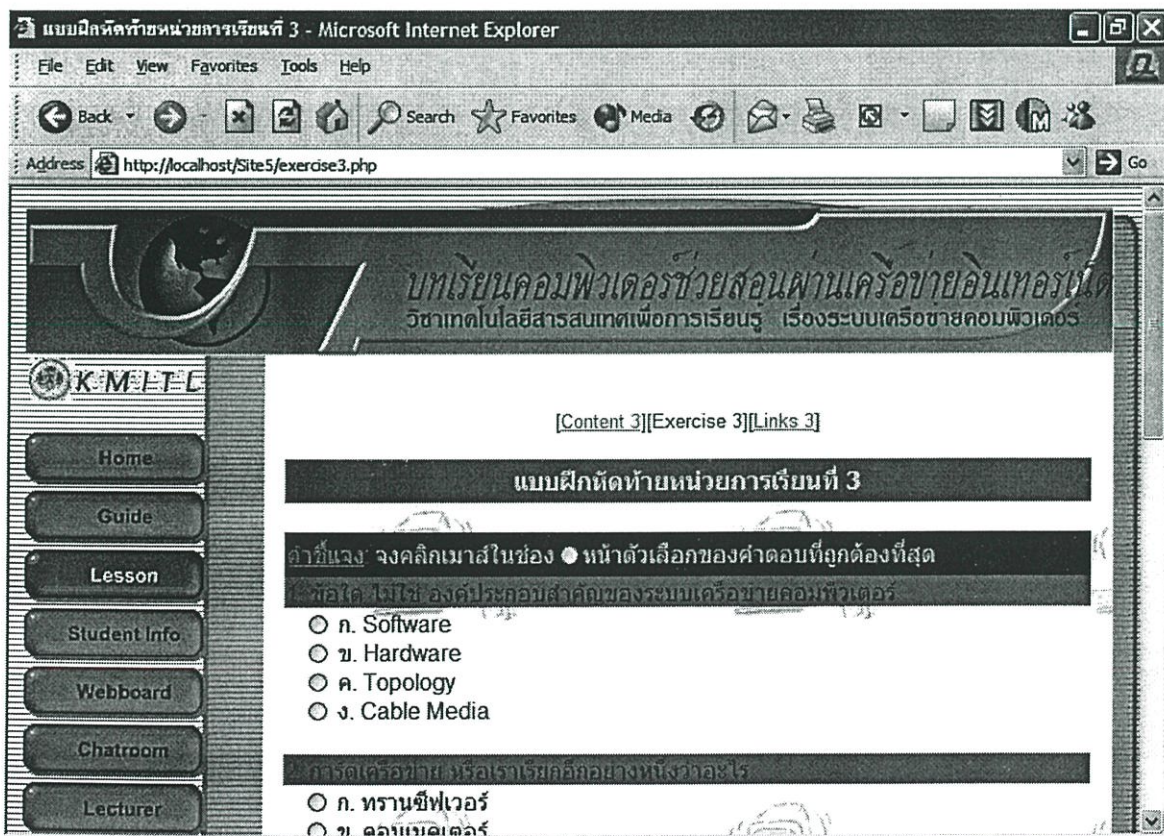 แบบฝึกหัดท้ายหน่วยการเรียนที่ 3 - Microsoft Internet Explorer
File Edit View Favorites Tools Help
Back Search Favorites Media
Address http://localhost/Site5/exercise3.php Go
บทเรียนคอมพิวเตอร์ช่วยสอนผ่านเครือข่ายอินเทอร์เน็ต
วิชาเทคโนโลยีสารสนเทศเพื่อการเรียนรู้ เรื่องระบบเครือข่ายคอมพิวเตอร์
KMITL
Home
Guide
Lesson
Student Info
Webboard
Chatroom
Lecturer
[Content 3][Exercise 3][Links 3]
แบบฝึกหัดท้ายหน่วยการเรียนที่ 3
คำชี้แจง: จงคลิกเมาส์ในช่อง หน้าตัวเลือกของคำตอบที่ถูกต้องที่สุด
1. ข้อใด ไม่ใช่ องค์ประกอบสำคัญของระบบเครือข่ายคอมพิวเตอร์
ก. Software
ข. Hardware
ค. Topology
ง. Cable Media
2. การ์ดเครือข่าย หรือเราเรียกอีกอย่างหนึ่งว่าอะไร
ก. ทรานซีฟเวอร์
ข. คอนเนคเตอร์